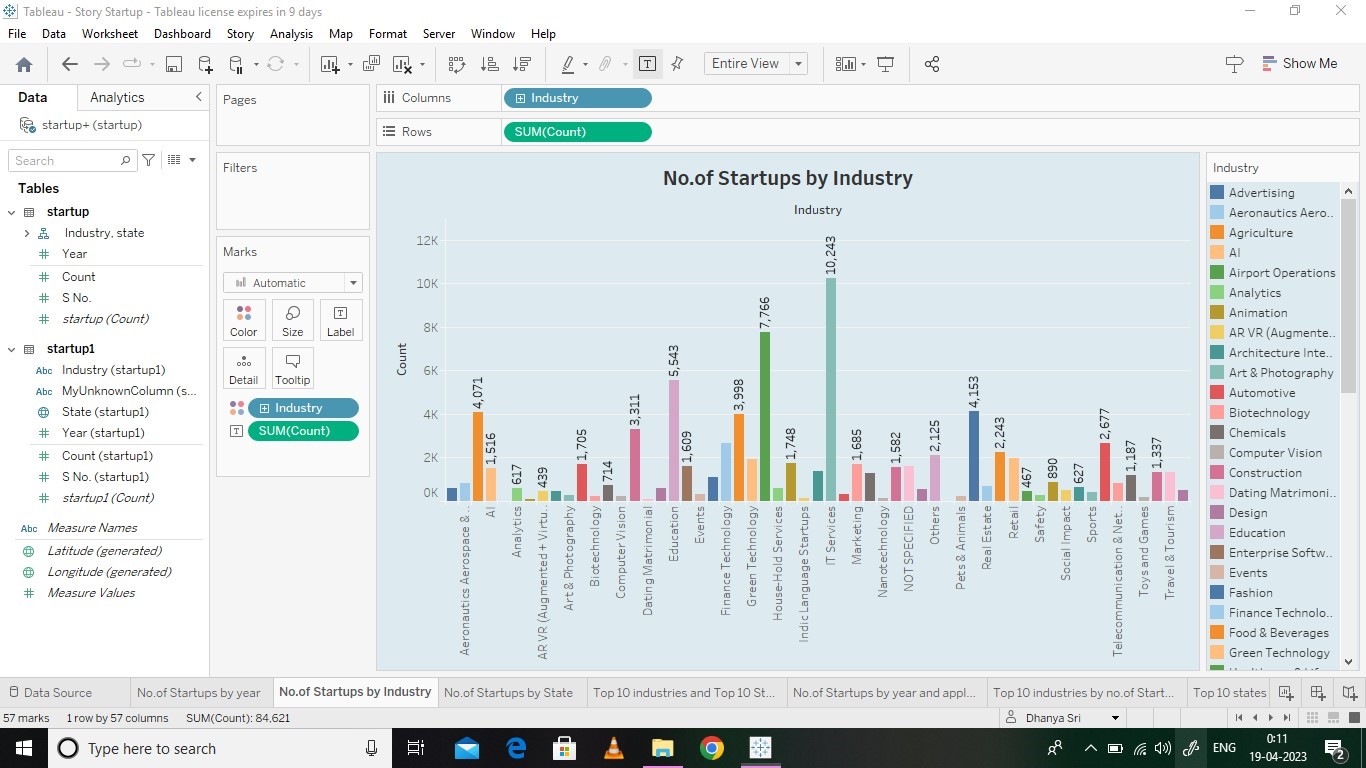 Tableau - Story Startup - Tableau license expires in 9 days
File Data Worksheet Dashboard Story Analysis Map Format Server Window Help
Entire View
Show Me
Data Analytics
startup+ (startup)
Search
Tables
startup
Industry, state
Year
Count
S No.
startup (Count)
startup1
Abc Industry (startup1)
Abc MyUnknownColumn (s...
State (startup1)
Year (startup1)
Count (startup1)
S No. (startup1)
startup1 (Count)
Abc Measure Names
Latitude (generated)
Longitude (generated)
Measure Values
Pages
Filters
Marks
Automatic
Color Size Label
Detail Tooltip
Industry
SUM(Count)
Columns Industry
Rows SUM(Count)
No.of Startups by Industry
Industry
Count
12K
10K
8K
6K
4K
2K
0K
4,071
1,516
617
439
1,705
714
3,311
5,543
1,609
3,998
7,766
1,748
10,243
1,685
1,582
2,125
4,153
2,243
467
890
627
2,677
1,187
1,337
Aeronautics Aerospace & ..
AI
Analytics
AR VR (Augmented + Virtu..
Art & Photography
Biotechnology
Computer Vision
Dating Matrimonial
Education
Events
Finance Technology
Green Technology
House-Hold Services
Indic Language Startups
IT Services
Marketing
Nanotechnology
NOT SPECIFIED
Others
Pets & Animals
Real Estate
Retail
Safety
Social Impact
Sports
Telecommunication & Net..
Toys and Games
Travel & Tourism
Industry
Advertising
Aeronautics Aero..
Agriculture
AI
Airport Operations
Analytics
Animation
AR VR (Augmente..
Architecture Inte..
Art & Photography
Automotive
Biotechnology
Chemicals
Computer Vision
Construction
Dating Matrimoni..
Design
Education
Enterprise Softw..
Events
Fashion
Finance Technolo..
Food & Beverages
Green Technology
Data Source No.of Startups by year No.of Startups by Industry No.of Startups by State Top 10 industries and Top 10 St... No.of Startups by year and appl... Top 10 industries by no.of Start... Top 10 states
57 marks 1 row by 57 columns SUM(Count): 84,621 Dhanya Sri
Type here to search
ENG
0:11
19-04-2023
2